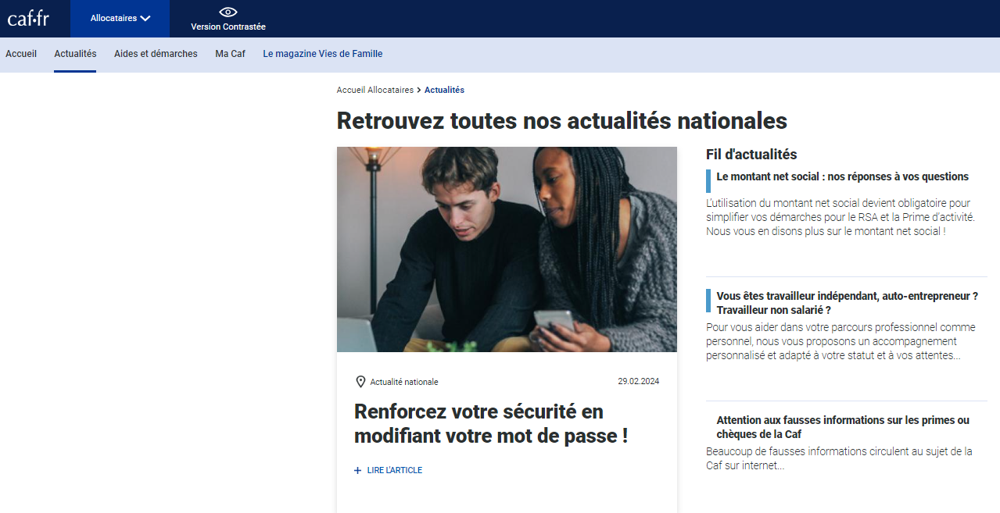 caf.fr
Allocataires
Version Contrastée
Accueil
Actualités
Aides et démarches
Ma Caf
Le magazine Vies de Famille
Accueil Allocataires > Actualités
Retrouvez toutes nos actualités nationales
Actualité nationale
29.02.2024
Renforcez votre sécurité en
modifiant votre mot de passe !
+ LIRE L'ARTICLE
Fil d'actualités
Le montant net social : nos réponses à vos questions
L'utilisation du montant net social devient obligatoire pour
simplifier vos démarches pour le RSA et la Prime d'activité.
Nous vous en disons plus sur le montant net social !
Vous êtes travailleur indépendant, auto-entrepreneur ?
Travailleur non salarié ?
Pour vous aider dans votre parcours professionnel comme
personnel, nous vous proposons un accompagnement
personnalisé et adapté à votre statut et à vos attentes...
Attention aux fausses informations sur les primes ou
chèques de la Caf
Beaucoup de fausses informations circulent au sujet de la
Caf sur internet...